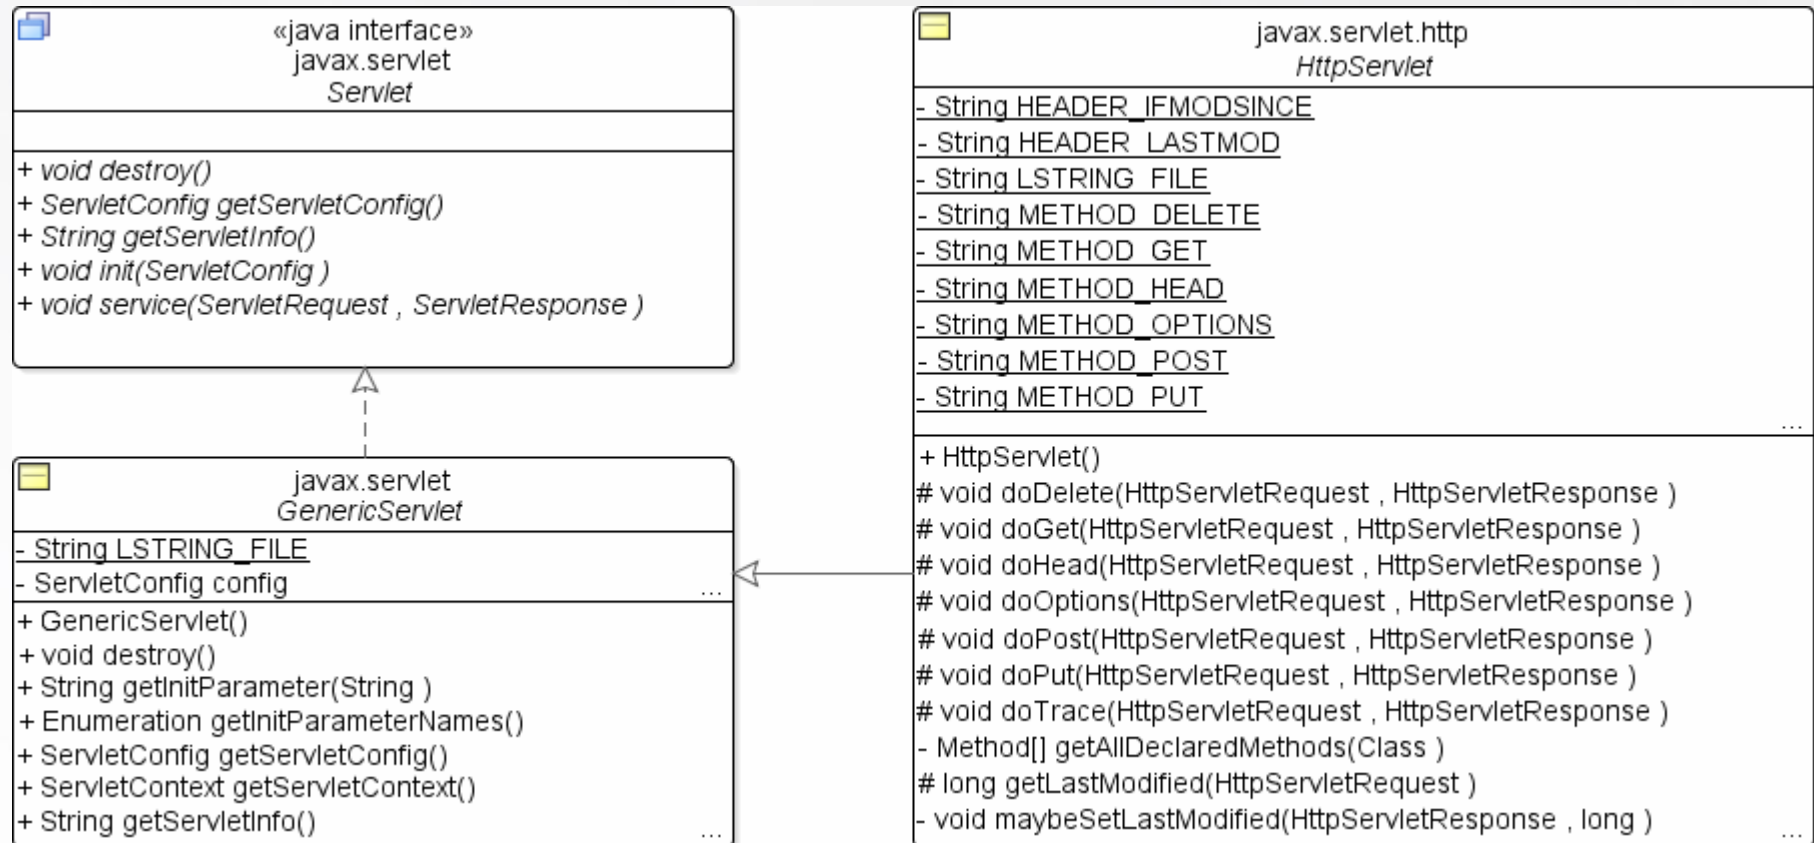 «java interface»
javax.servlet
Servlet
+ void destroy()
+ ServletConfig getServletConfig()
+ String getServletInfo()
+ void init(ServletConfig )
+ void service(ServletRequest , ServletResponse )
javax.servlet
GenericServlet
- String LSTRING_FILE
- ServletConfig config
...
+ GenericServlet()
+ void destroy()
+ String getInitParameter(String )
+ Enumeration getInitParameterNames()
+ ServletConfig getServletConfig()
+ ServletContext getServletContext()
+ String getServletInfo()
...
javax.servlet.http
HttpServlet
- String HEADER_IFMODSINCE
- String HEADER_LASTMOD
- String LSTRING_FILE
- String METHOD_DELETE
- String METHOD_GET
- String METHOD_HEAD
- String METHOD_OPTIONS
- String METHOD_POST
- String METHOD_PUT
...
+ HttpServlet()
# void doDelete(HttpServletRequest , HttpServletResponse )
# void doGet(HttpServletRequest , HttpServletResponse )
# void doHead(HttpServletRequest , HttpServletResponse )
# void doOptions(HttpServletRequest , HttpServletResponse )
# void doPost(HttpServletRequest , HttpServletResponse )
# void doPut(HttpServletRequest , HttpServletResponse )
# void doTrace(HttpServletRequest , HttpServletResponse )
- Method[] getAllDeclaredMethods(Class )
# long getLastModified(HttpServletRequest )
- void maybeSetLastModified(HttpServletResponse , long )
...